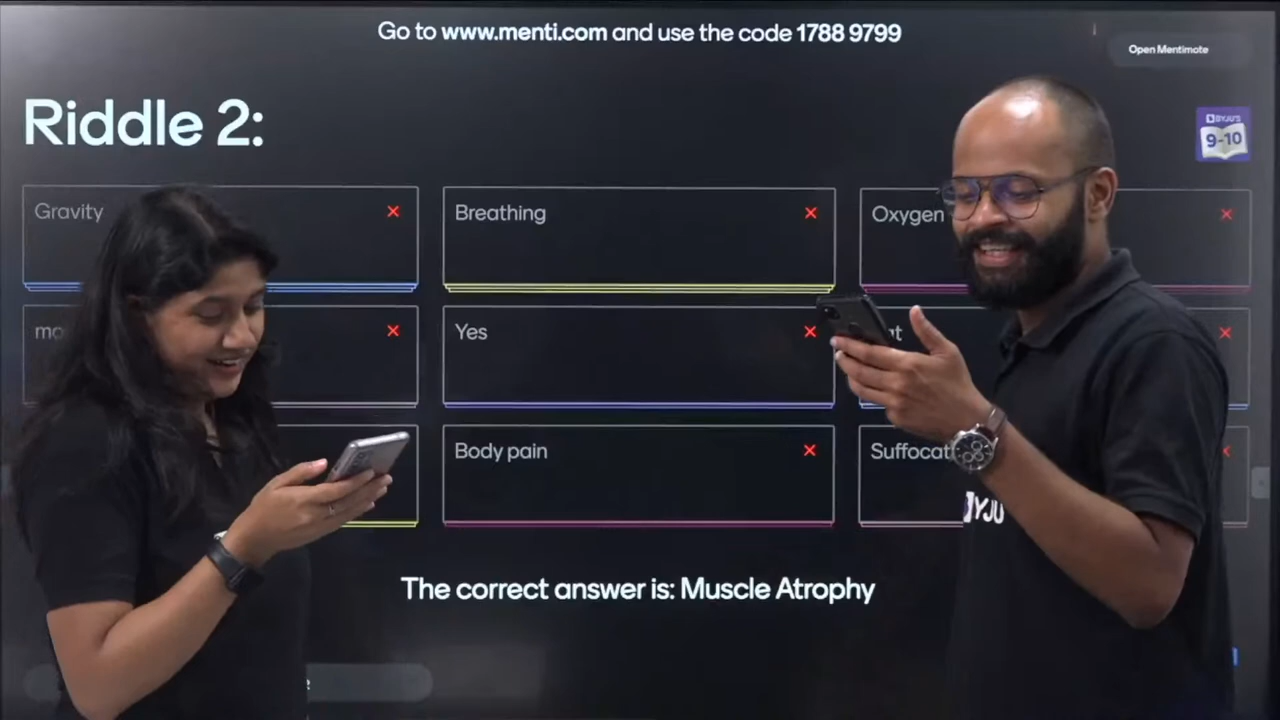 Go to www.menti.com and use the code 1788 9799
Open Mentimote
Riddle 2:
BYJU'S
9-10
Gravity
Breathing
Oxygen
Yes
Body pain
The correct answer is: Muscle Atrophy